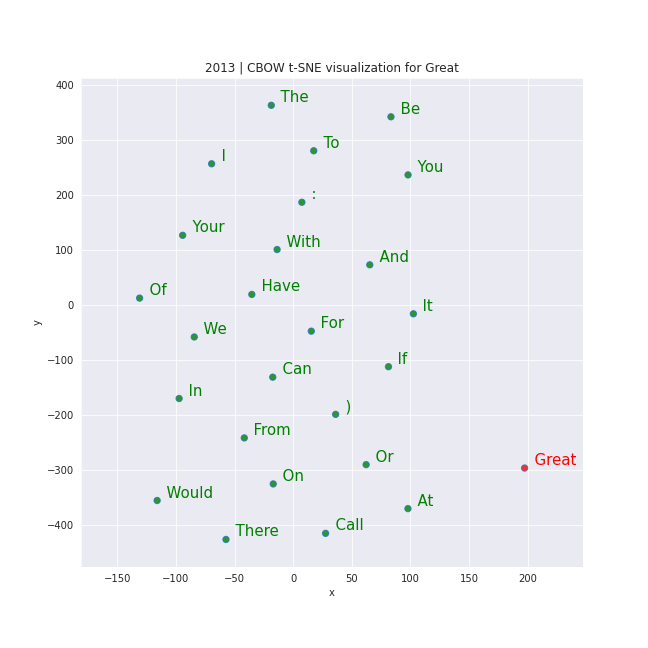 2013 | CBOW t-SNE visualization for Great
400
The
Be
300
To
I
You
200
:
Your
100
With
And
Of
Have
0
It
We
For
If
−100
Can
In
)
−200
From
Or
Great
−300
On
Would
At
−400
There
Call
y
−150
−100
−50
0
50
100
150
200
x